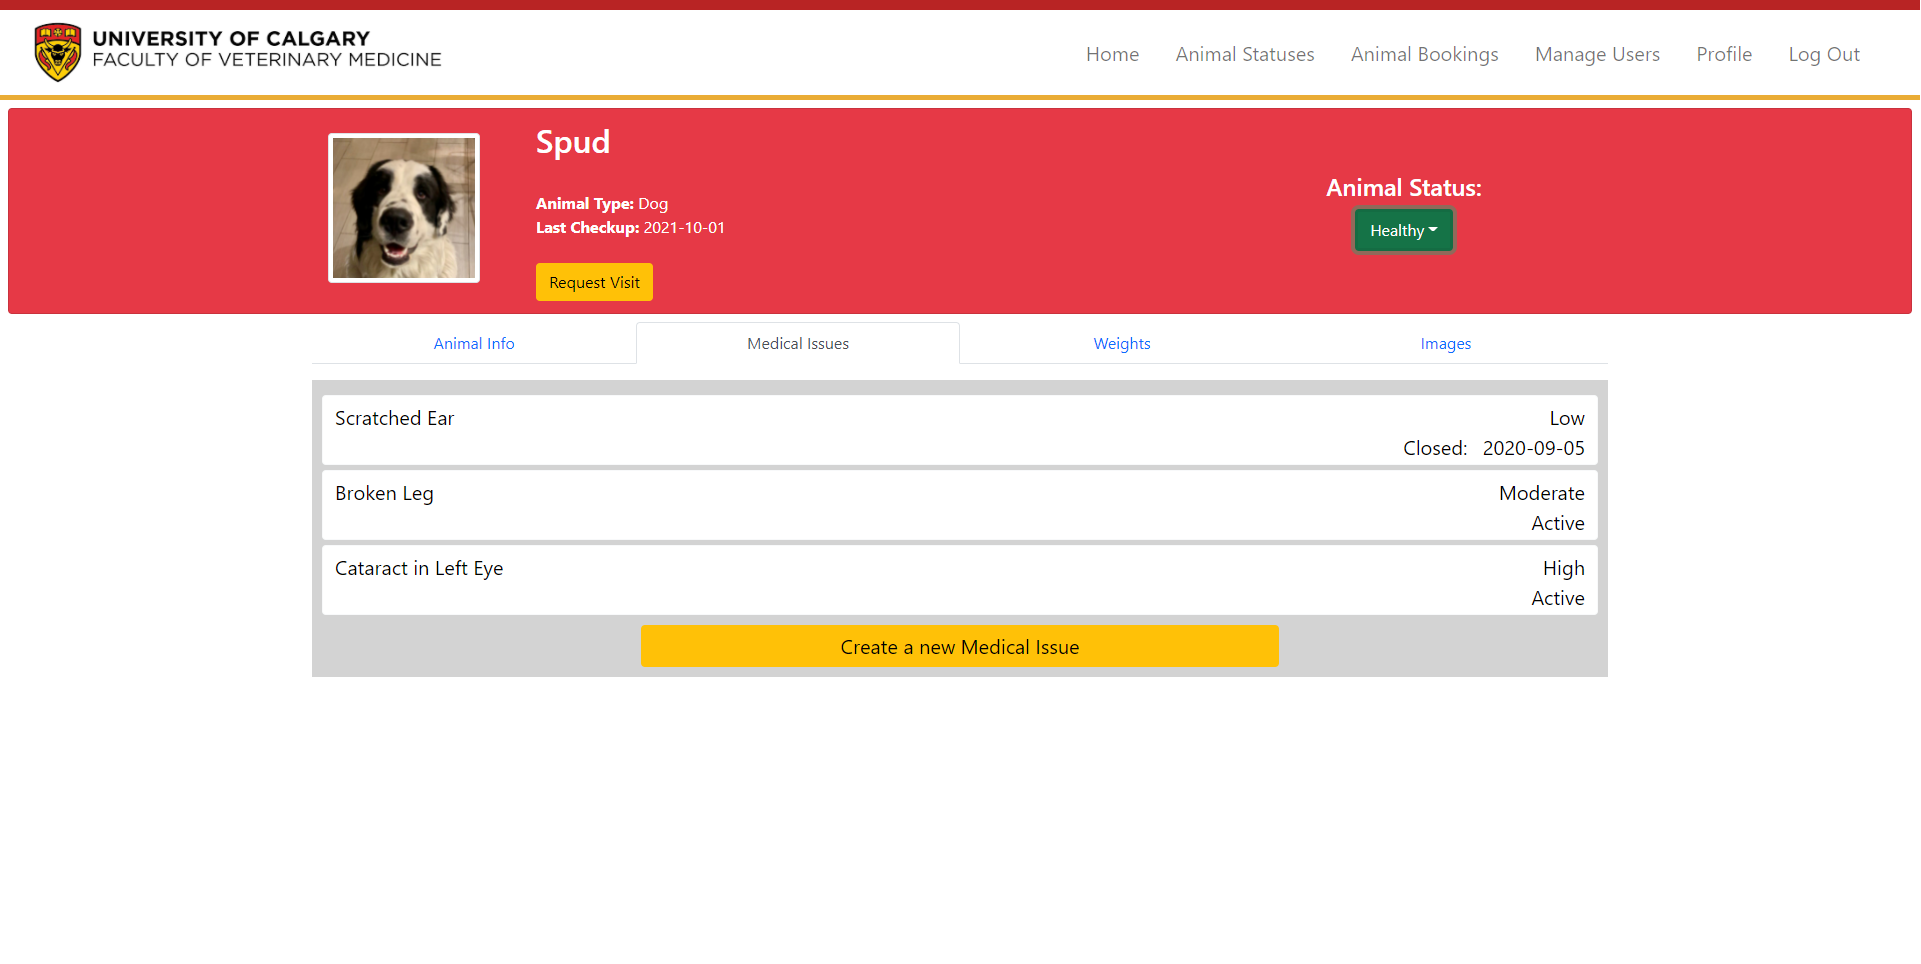 UNIVERSITY OF CALGARY
FACULTY OF VETERINARY MEDICINE
Home Animal Statuses Animal Bookings Manage Users Profile Log Out
Spud
Animal Type: Dog
Last Checkup: 2021-10-01
Request Visit
Animal Status:
Healthy
Animal Info Medical Issues Weights Images
Scratched Ear Low
Closed: 2020-09-05
Broken Leg Moderate
Active
Cataract in Left Eye High
Active
Create a new Medical Issue